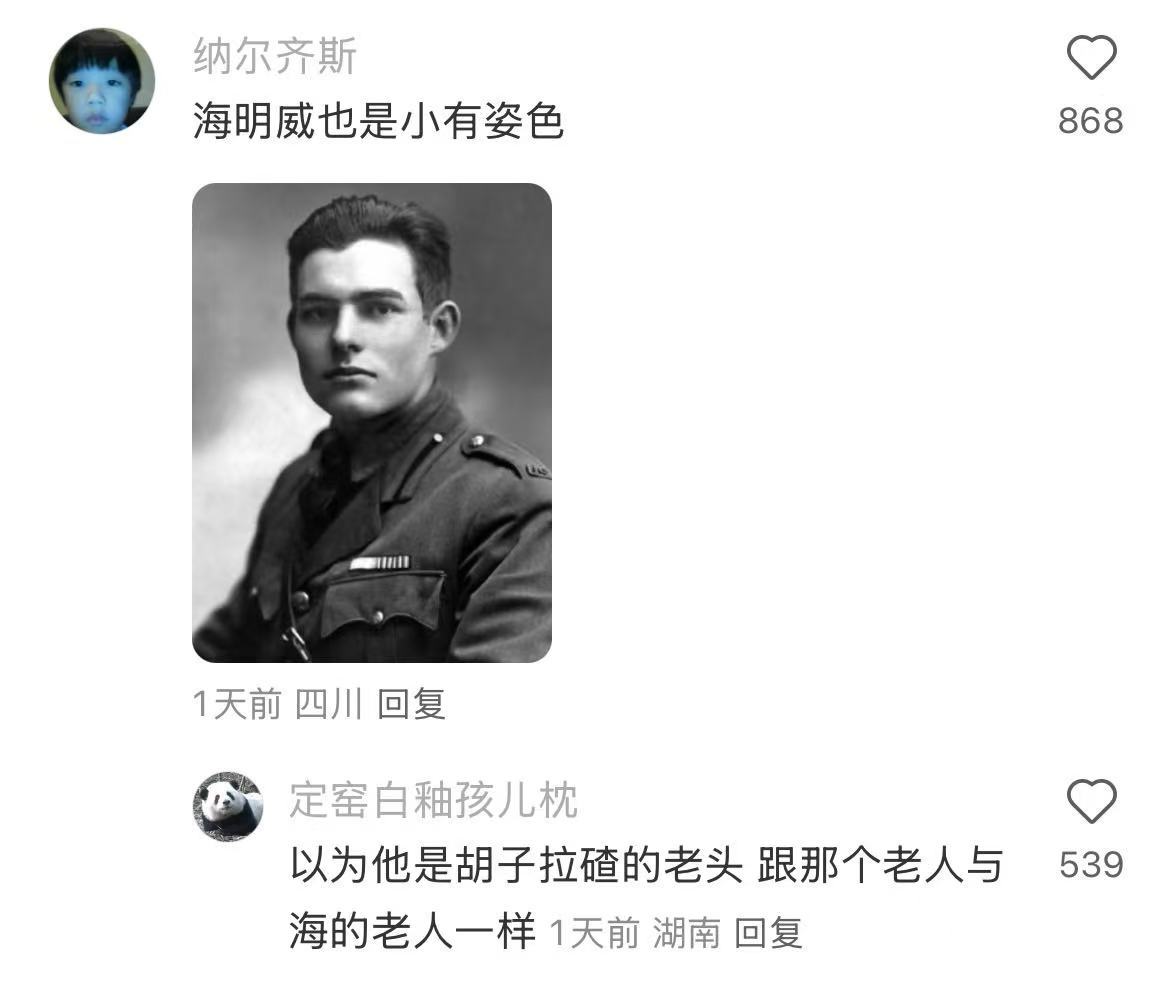 纳尔齐斯
海明威也是小有姿色
868
1天前 四川 回复
定窑白釉孩儿枕
以为他是胡子拉碴的老头 跟那个老人与
539
海的老人一样 1天前 湖南 回复